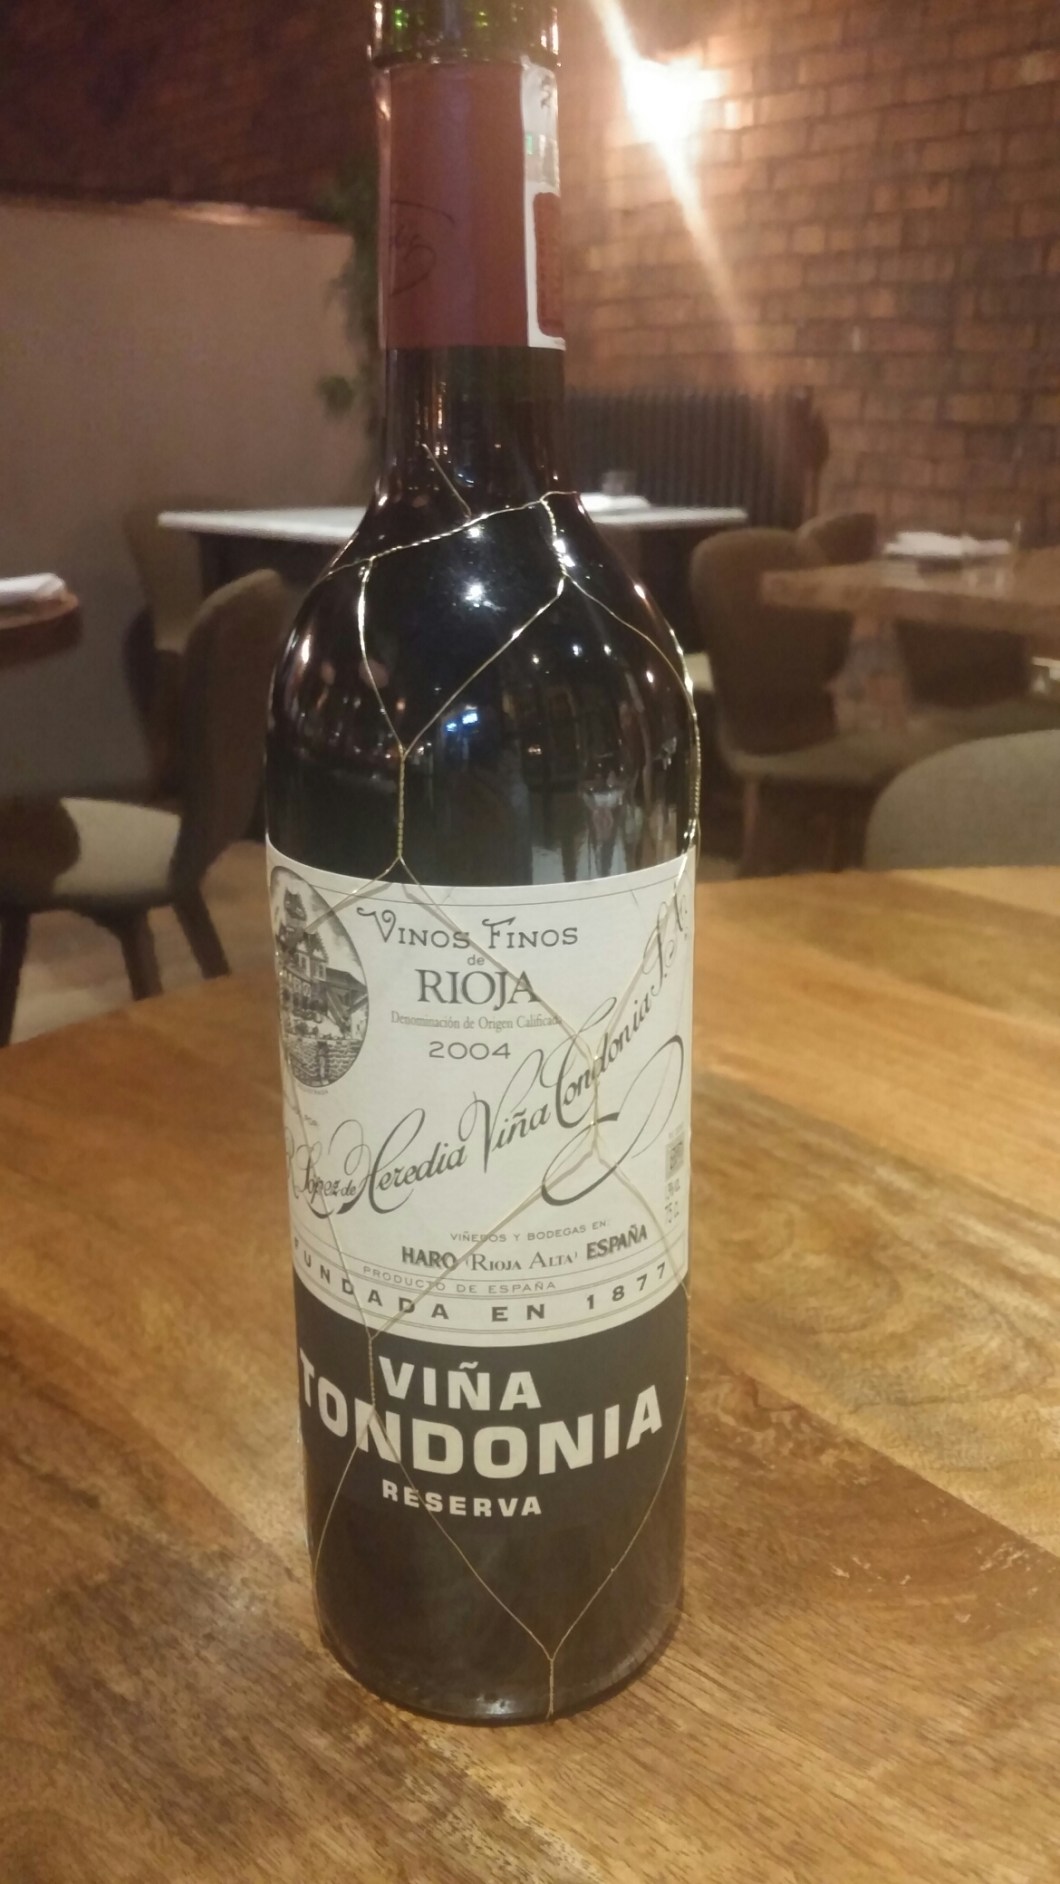 VINOS FINOS
de
RIOJA
Denominación de Origen Calificada
2004
POR
R. López de Heredia Viña Tondonia S.A.
VIÑEDOS Y BODEGAS EN
HARO (RIOJA ALTA) ESPAÑA
PRODUCTO DE ESPAÑA
FUNDADA EN 1877
VIÑA
TONDONIA
RESERVA